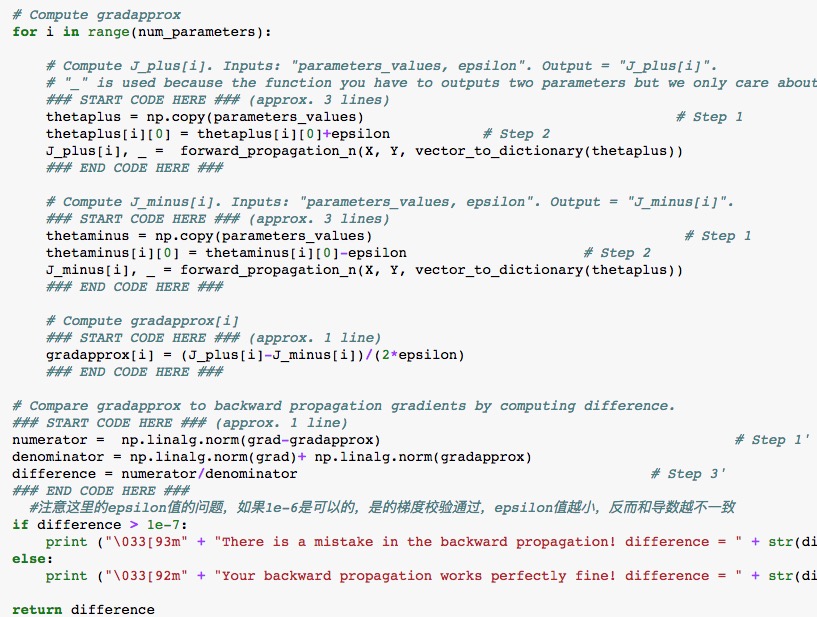 # Compute gradapprox
for i in range(num_parameters):
# Compute J_plus[i]. Inputs: "parameters_values, epsilon". Output = "J_plus[i]".
# "_" is used because the function you have to outputs two parameters but we only care about
### START CODE HERE ### (approx. 3 lines)
thetaplus = np.copy(parameters_values) # Step 1
thetaplus[i][0] = thetaplus[i][0]+epsilon # Step 2
J_plus[i], _ = forward_propagation_n(X, Y, vector_to_dictionary(thetaplus))
### END CODE HERE ###
# Compute J_minus[i]. Inputs: "parameters_values, epsilon". Output = "J_minus[i]".
### START CODE HERE ### (approx. 3 lines)
thetaminus = np.copy(parameters_values) # Step 1
thetaminus[i][0] = thetaminus[i][0]-epsilon # Step 2
J_minus[i], _ = forward_propagation_n(X, Y, vector_to_dictionary(thetaplus))
### END CODE HERE ###
# Compute gradapprox[i]
### START CODE HERE ### (approx. 1 line)
gradapprox[i] = (J_plus[i]-J_minus[i])/(2*epsilon)
### END CODE HERE ###
# Compare gradapprox to backward propagation gradients by computing difference.
### START CODE HERE ### (approx. 1 line)
numerator = np.linalg.norm(grad-gradapprox) # Step 1'
denominator = np.linalg.norm(grad)+ np.linalg.norm(gradapprox)
difference = numerator/denominator # Step 3'
### END CODE HERE ###
#注意这里的epsilon值的问题，如果1e-6是可以的，是的梯度校验通过，epsilon值越小，反而和导数越不一致
if difference > 1e-7:
print ("\033[93m" + "There is a mistake in the backward propagation! difference = " + str(di
else:
print ("\033[92m" + "Your backward propagation works perfectly fine! difference = " + str(di
return difference